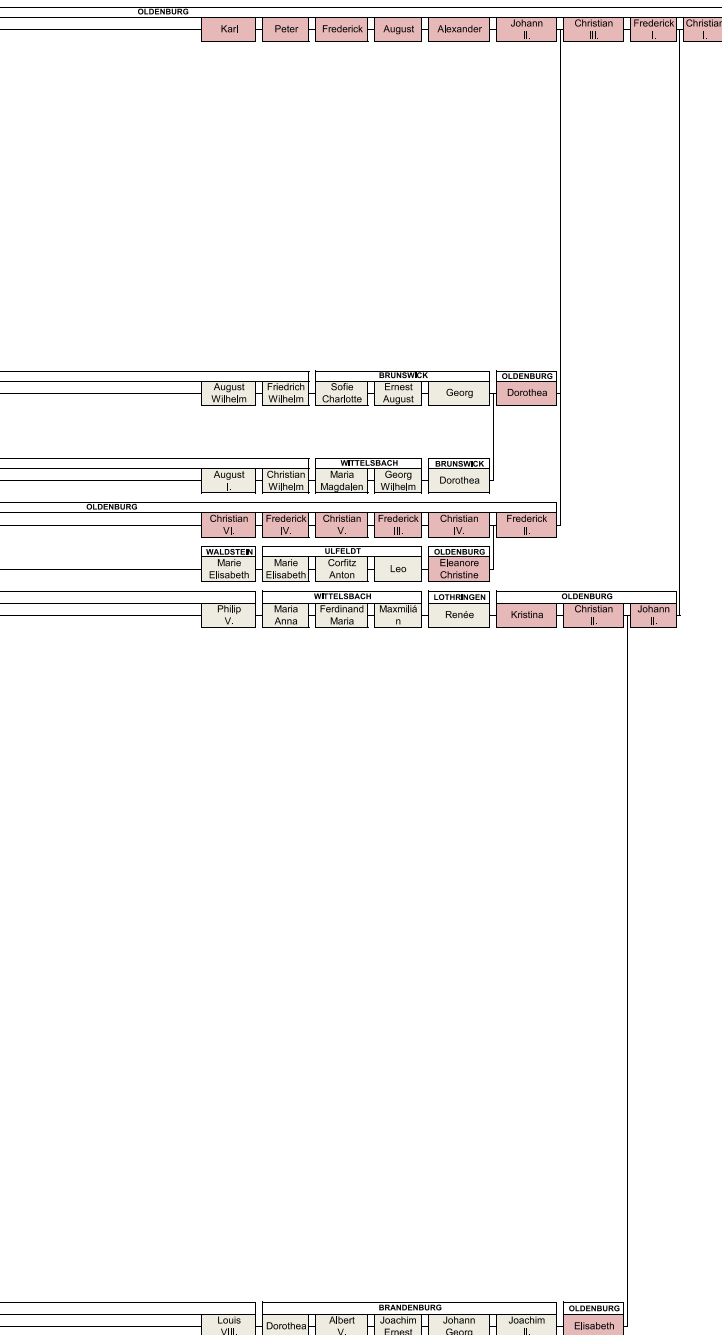 OLDENBURG
Karl Peter Frederick August Alexander Johann II. Christian III. Frederick I. Christian I.
BRUNSWICK OLDENBURG
August Wilhelm Friedrich Wilhelm Sofie Charlotte Ernest August Georg Dorothea
WITTELSBACH BRUNSWICK
August I. Christian Wilhelm Maria Magdalen Georg Wilhelm Dorothea
OLDENBURG
Christian VI. Frederick IV. Christian V. Frederick III. Christian IV. Frederick II.
WALDSTEIN ULFELDT OLDENBURG
Marie Elisabeth Marie Elisabeth Corfitz Anton Leo Eleanore Christine
WITTELSBACH LOTHRINGEN OLDENBURG
Philip V. Maria Anna Ferdinand Maria Maxmilián Renée Kristina Christian II. Johann II.
BRANDENBURG OLDENBURG
Louis VIII. Dorothea Albert V. Joachim Ernest Johann Georg Joachim II. Elisabeth